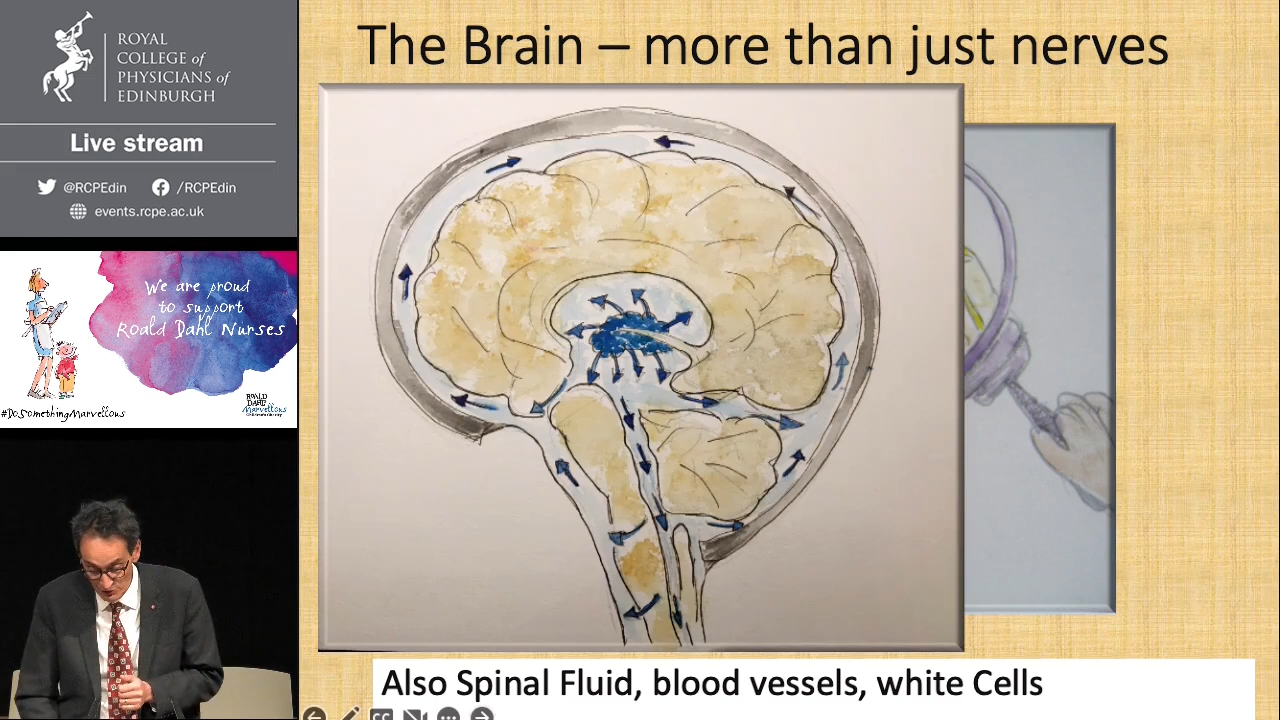 ROYAL
COLLEGE of
PHYSICIANS of
EDINBURGH
Live stream
@RCPEdin /RCPEdin
events.rcpe.ac.uk
We are proud
to support
Roald Dahl Nurses
#DoSomethingMarvellous
ROALD
DAHL'S
Marvellous
The Brain – more than just nerves
Also Spinal Fluid, blood vessels, white Cells
CC